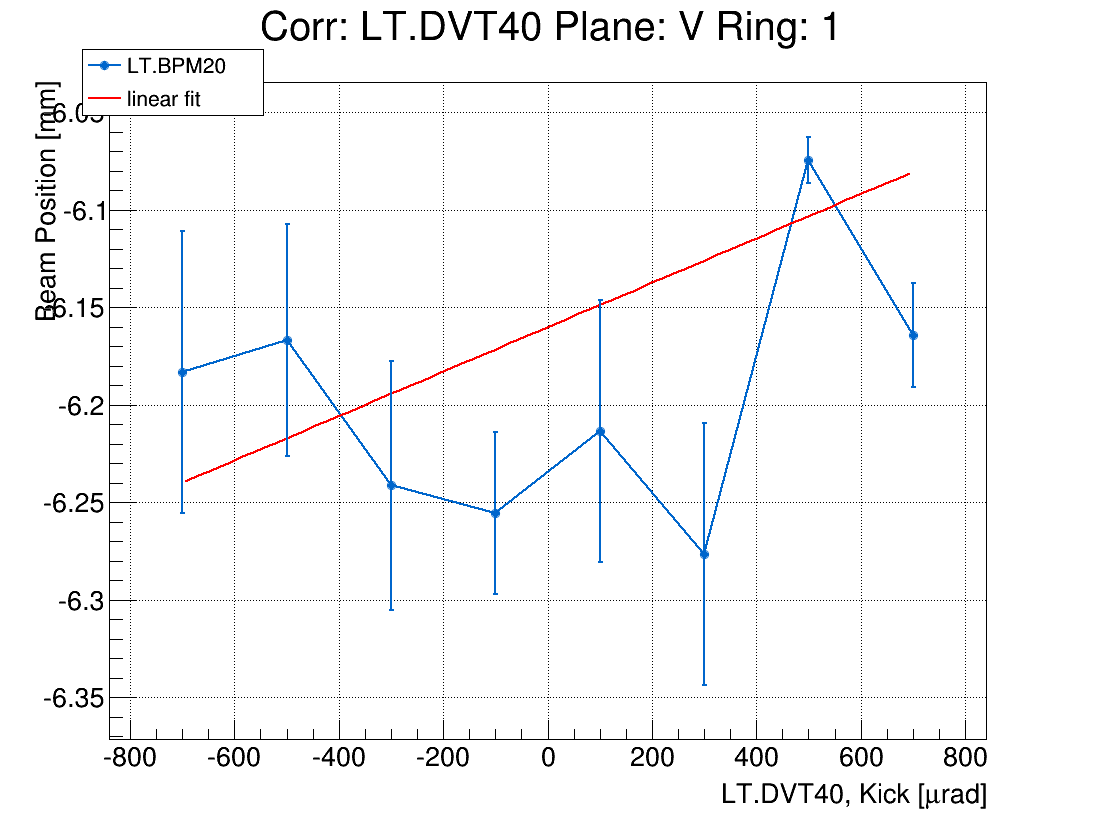 Corr: LT.DVT40 Plane: V Ring: 1
LT.BPM20
linear fit
Beam Position [mm]
-6.1
-6.15
-6.2
-6.25
-6.3
-6.35
-800 -600 -400 -200 0 200 400 600 800
LT.DVT40, Kick [μrad]